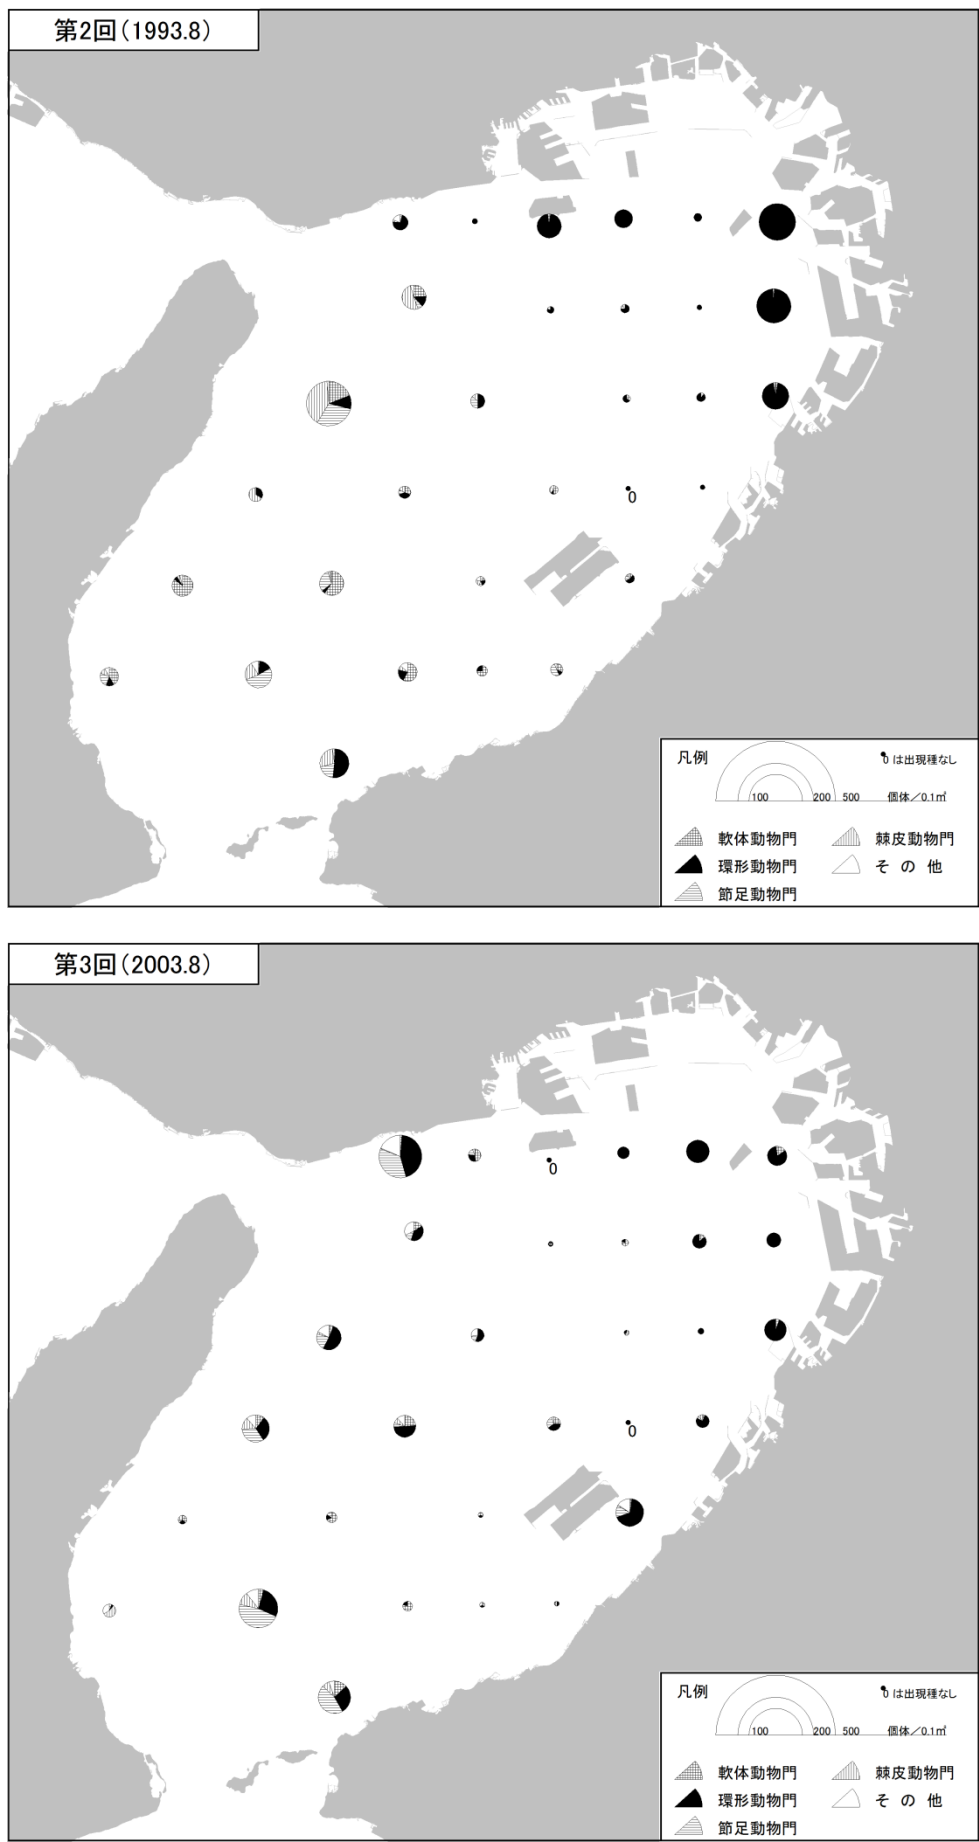 第2回(1993.8)
0
凡例
0 は出現種なし
100 200 500 個体/0.1㎡
軟体動物門 棘皮動物門
環形動物門 その他
節足動物門
第3回(2003.8)
0
0
凡例
0 は出現種なし
100 200 500 個体/0.1㎡
軟体動物門 棘皮動物門
環形動物門 その他
節足動物門